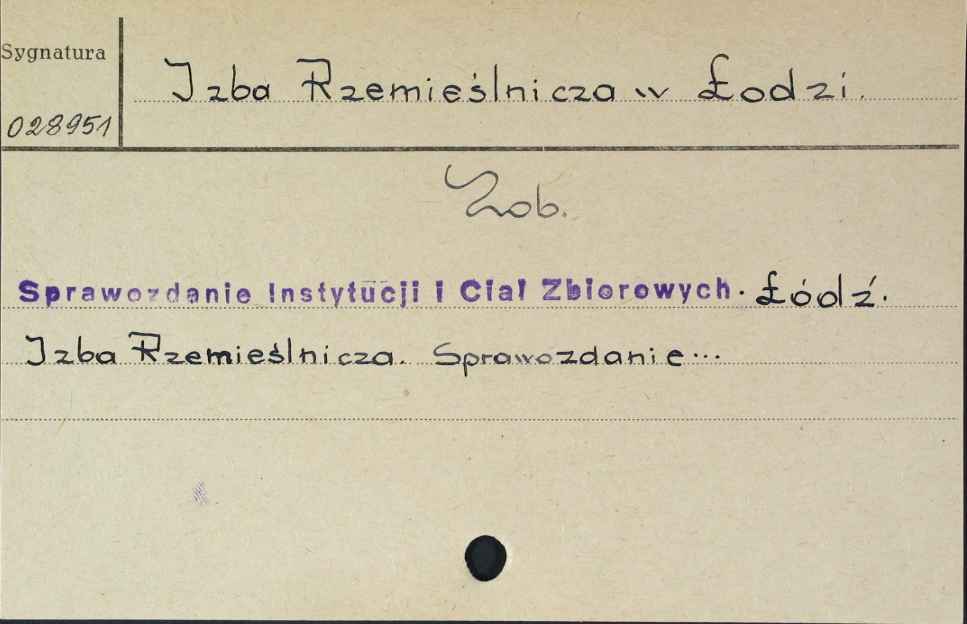 Sygnatura
Izba Rzemieślnicza w Łodzi.
028951
Zob.
Sprawozdanie Instytucji i Ciał Zbiorowych. Łódź.
Izba Rzemieślnicza. Sprawozdanie...